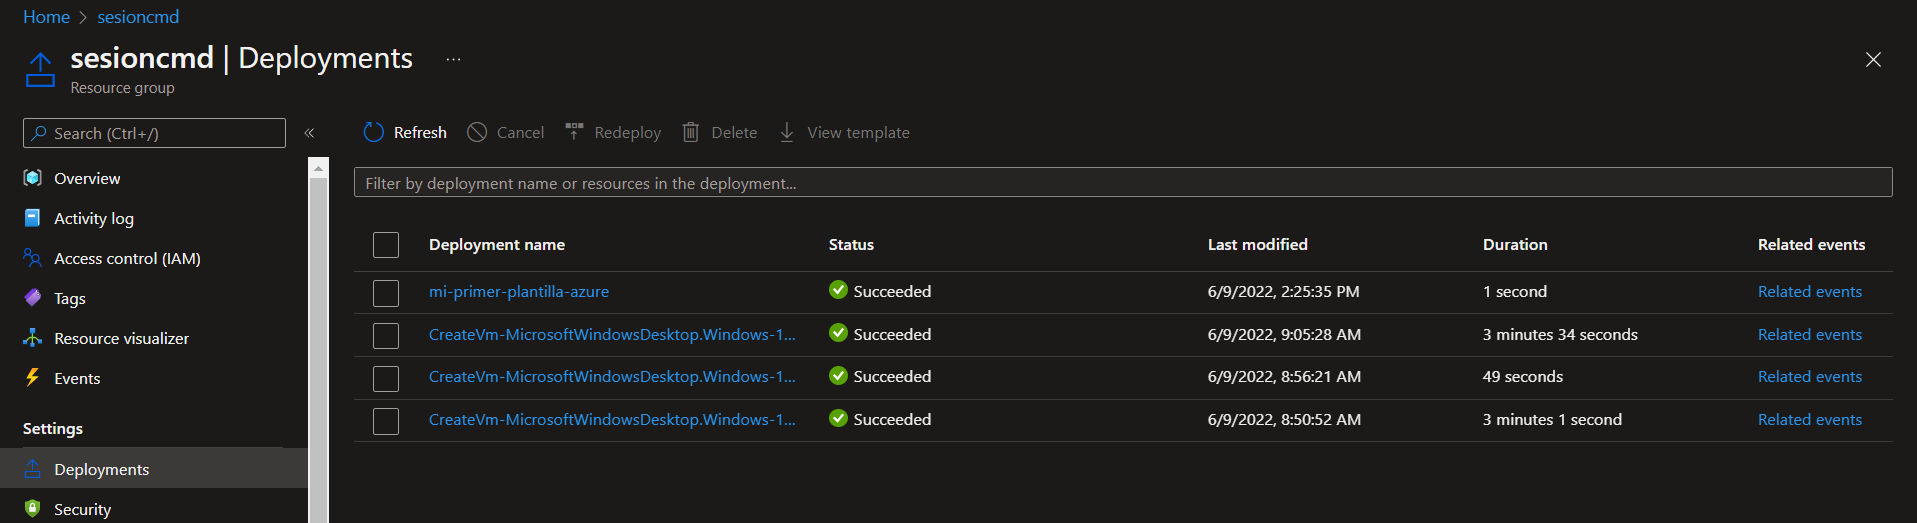 Home > sesioncmd
sesioncmd | Deployments ...
Resource group
Search (Ctrl+/) «
Overview
Activity log
Access control (IAM)
Tags
Resource visualizer
Events
Settings
Deployments
Security
Refresh Cancel Redeploy Delete View template
Filter by deployment name or resources in the deployment...
Deployment name Status Last modified Duration Related events
mi-primer-plantilla-azure Succeeded 6/9/2022, 2:25:35 PM 1 second Related events
CreateVm-MicrosoftWindowsDesktop.Windows-1... Succeeded 6/9/2022, 9:05:28 AM 3 minutes 34 seconds Related events
CreateVm-MicrosoftWindowsDesktop.Windows-1... Succeeded 6/9/2022, 8:56:21 AM 49 seconds Related events
CreateVm-MicrosoftWindowsDesktop.Windows-1... Succeeded 6/9/2022, 8:50:52 AM 3 minutes 1 second Related events